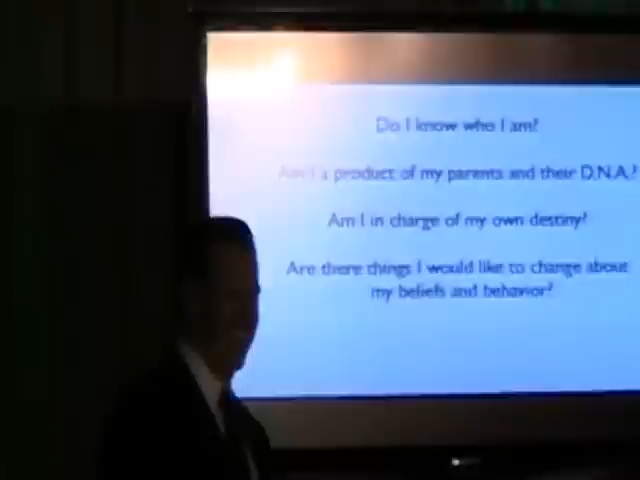 Do I know who I am?
Am I a product of my parents and their D.N.A.?
Am I in charge of my own destiny?
Are there things I would like to change about
my beliefs and behavior?